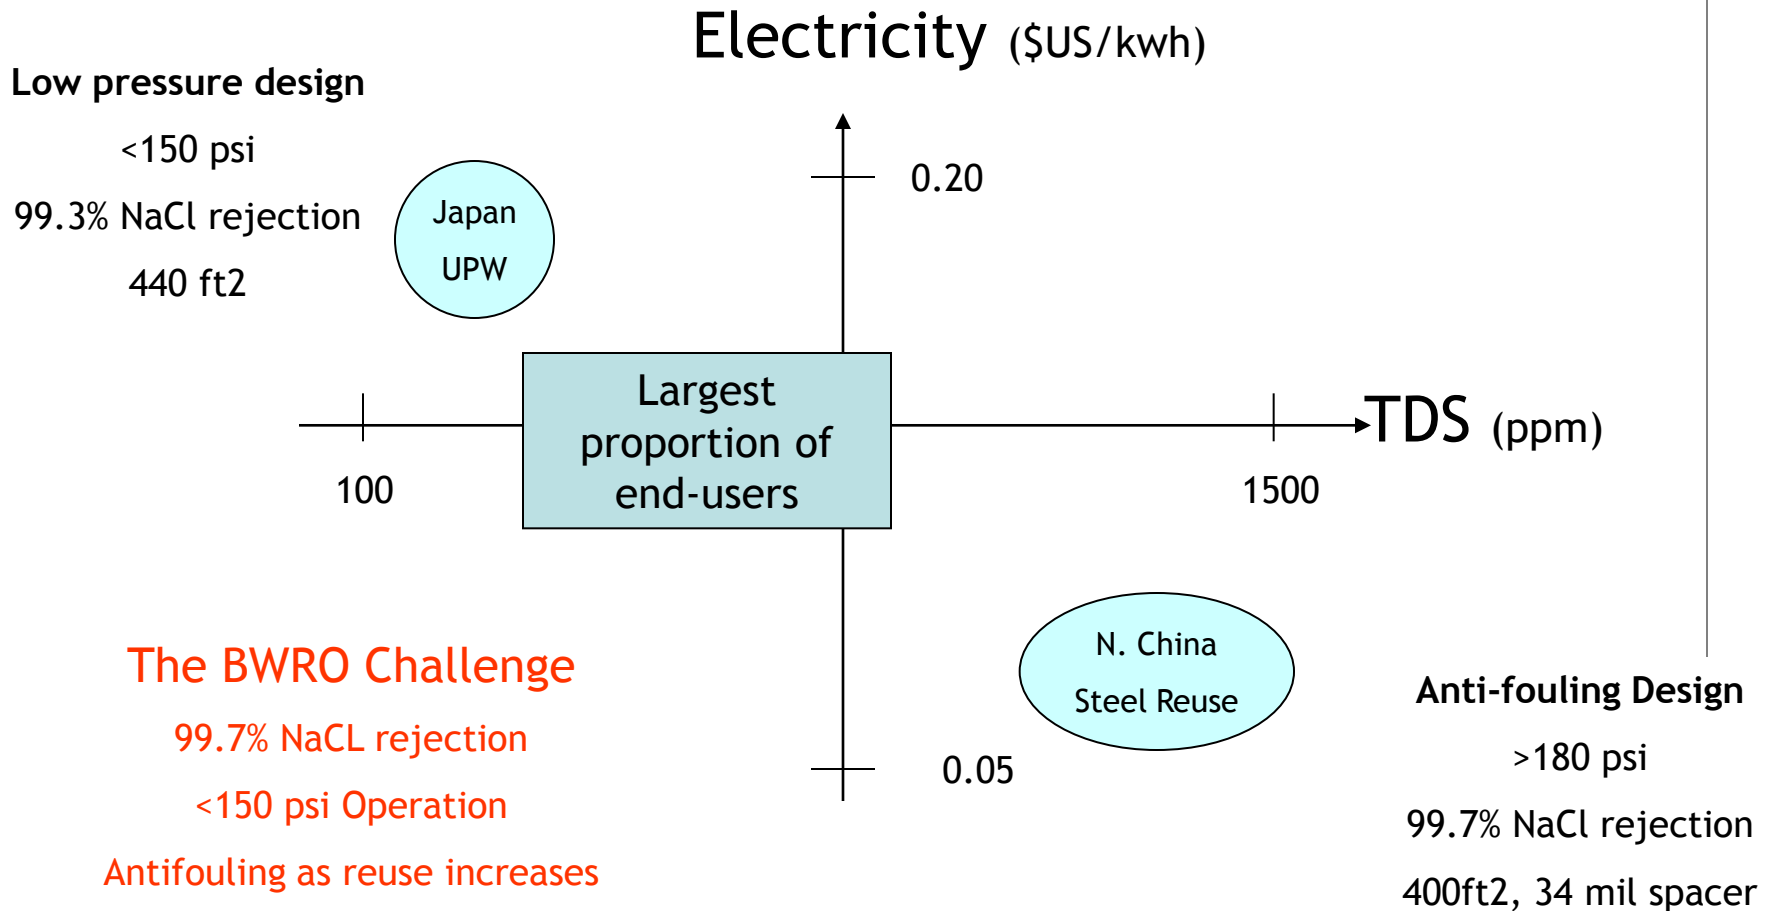 Electricity ($US/kwh)
Low pressure design
<150 psi
99.3% NaCl rejection
440 ft2
Japan
UPW
0.20
Largest
proportion of
end-users
TDS (ppm)
100
1500
N. China
Steel Reuse
0.05
The BWRO Challenge
99.7% NaCL rejection
<150 psi Operation
Antifouling as reuse increases
Anti-fouling Design
>180 psi
99.7% NaCl rejection
400ft2, 34 mil spacer